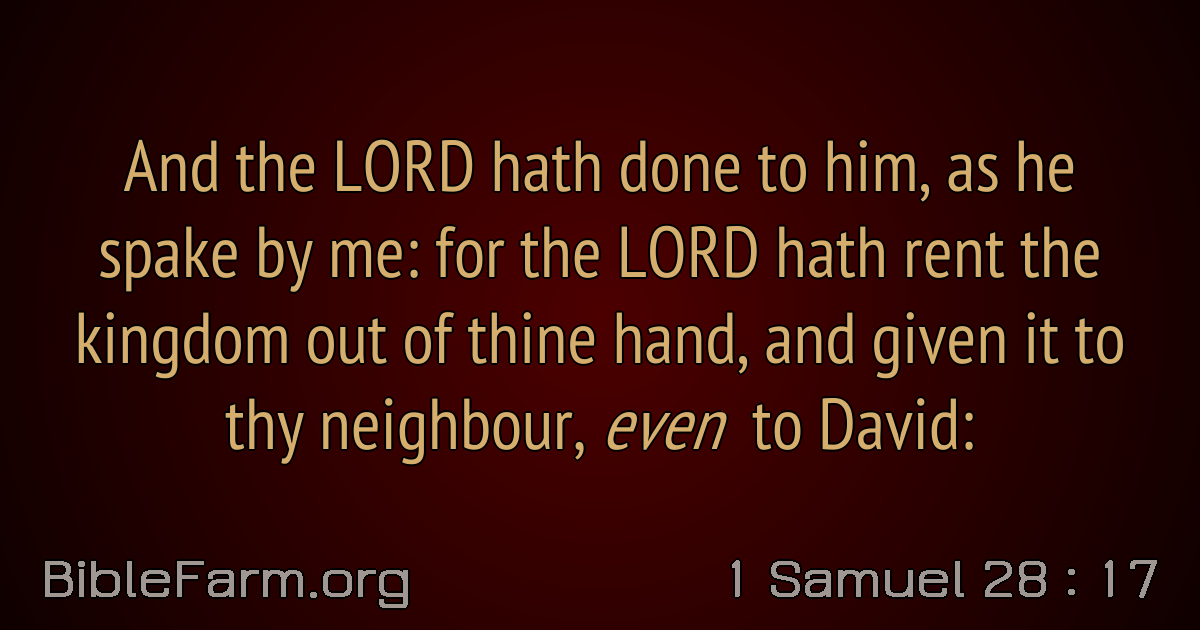 And the LORD hath done to him, as he
spake by me: for the LORD hath rent the
kingdom out of thine hand, and given it to
thy neighbour, even to David:
BibleFarm.org
1 Samuel 28 : 17